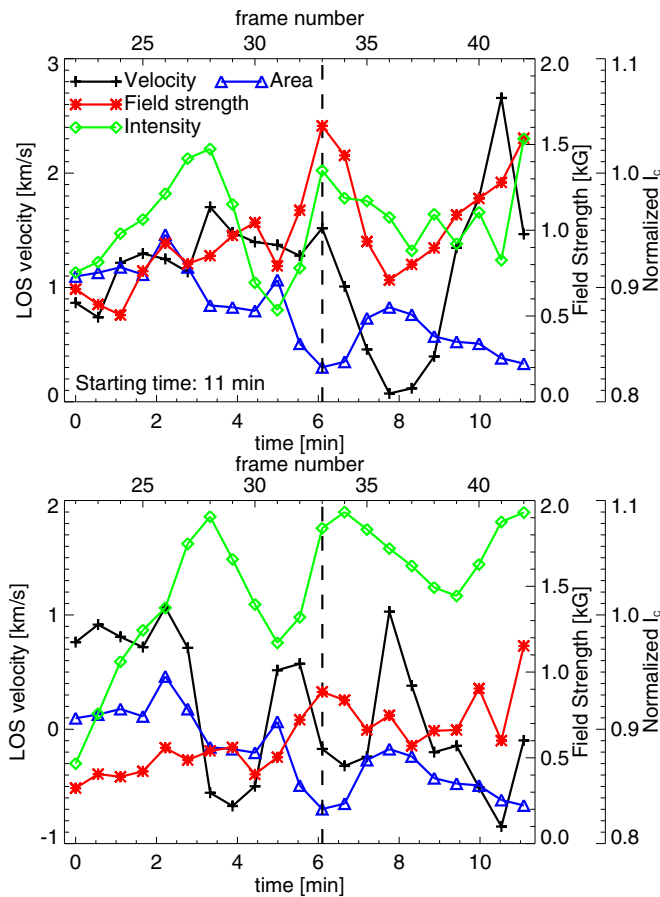 frame number
25 30 35 40
3 2 1 0
LOS velocity [km/s]
Velocity Area
Field strength
Intensity
Starting time: 11 min
2.0 1.5 1.0 0.5 0.0
Field Strength [kG]
1.1 1.0 0.9 0.8
Normalized I_c
0 2 4 6 8 10
time [min]
frame number
25 30 35 40
2 1 0 -1
LOS velocity [km/s]
2.0 1.5 1.0 0.5 0.0
Field Strength [kG]
1.1 1.0 0.9 0.8
Normalized I_c
0 2 4 6 8 10
time [min]